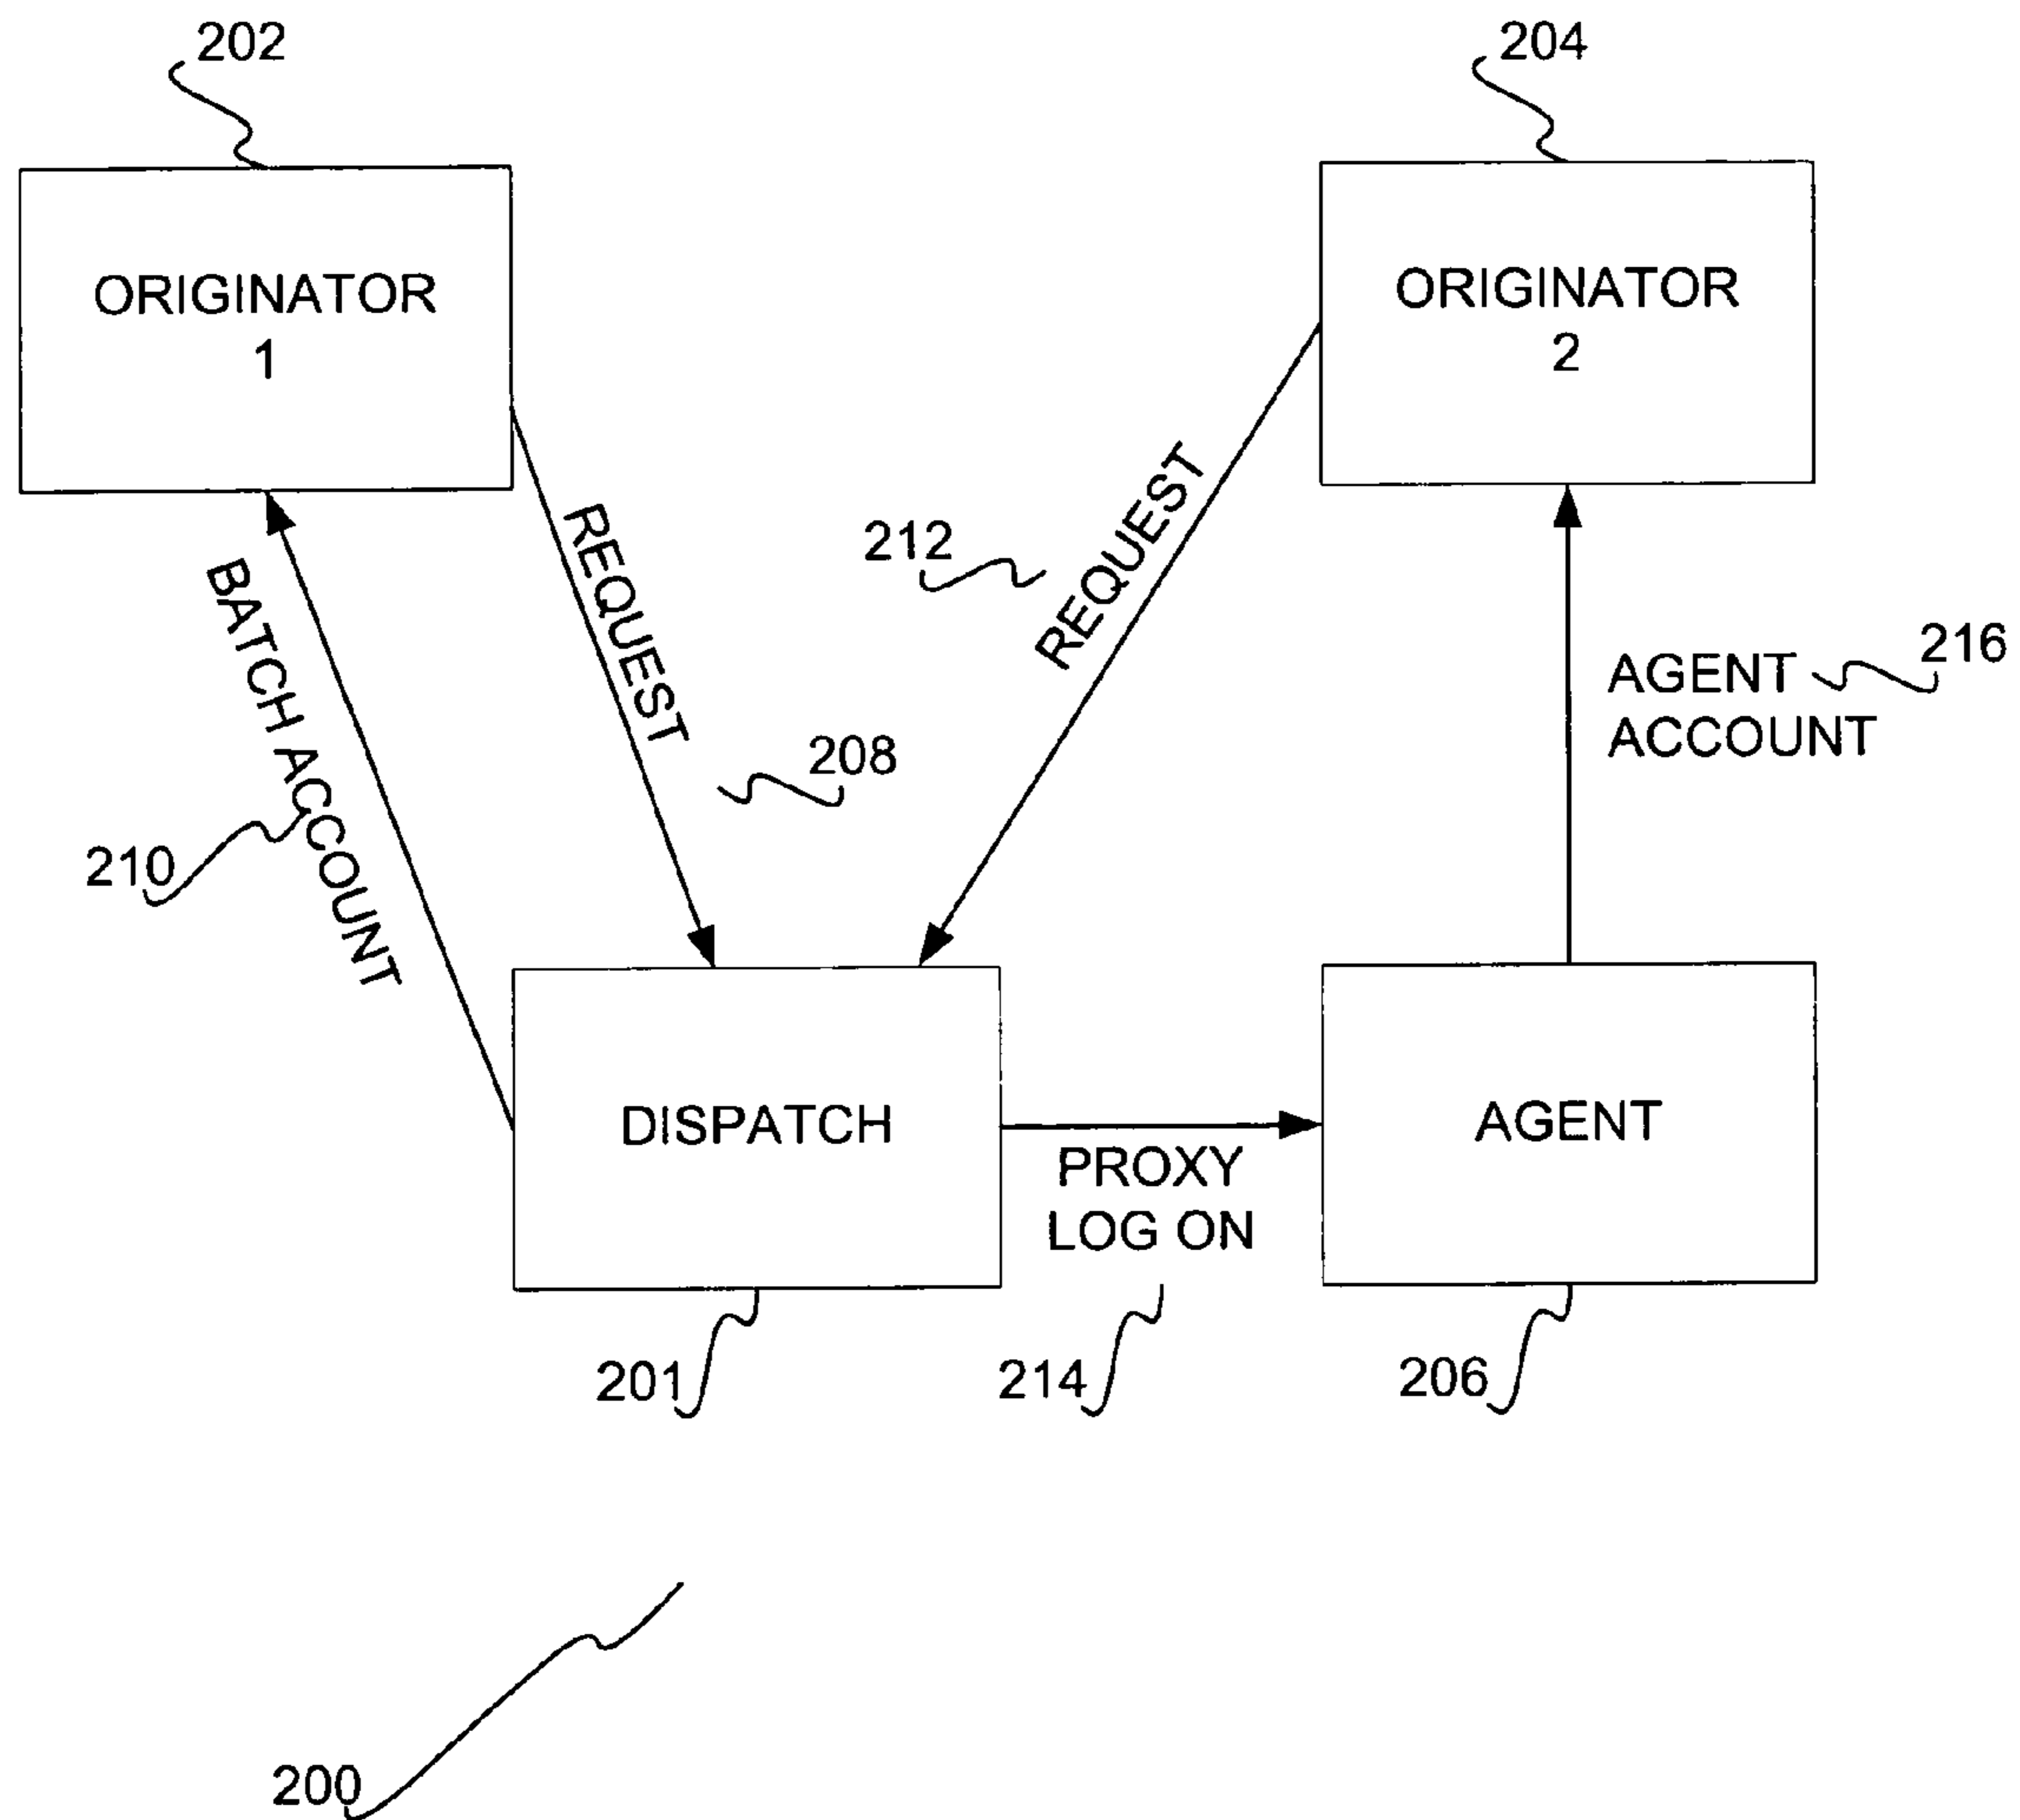 202
204
ORIGINATOR
1
ORIGINATOR
2
REQUEST
212
REQUEST
BATCH ACCOUNT
216
AGENT
ACCOUNT
208
210
DISPATCH
AGENT
PROXY
LOG ON
201
214
206
200